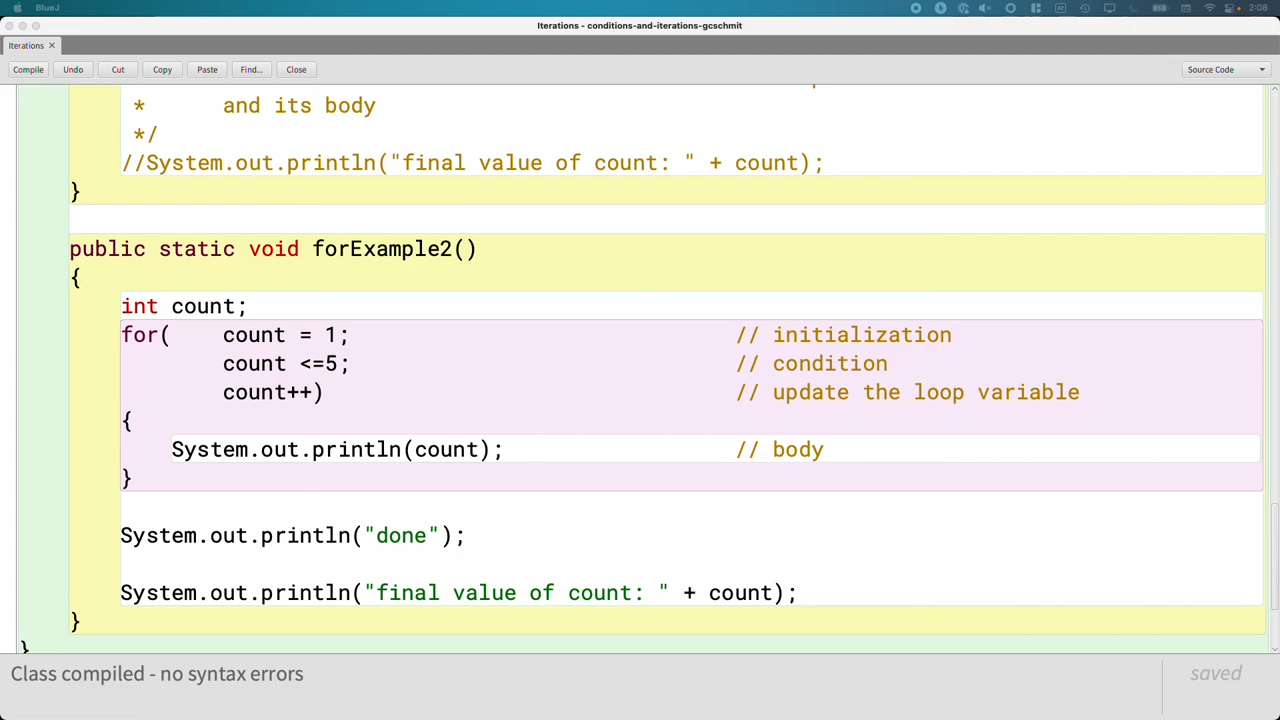 BlueJ
2:08
Iterations - conditions-and-iterations-gcschmit
Iterations ×
Compile Undo Cut Copy Paste Find... Close Source Code
* and its body
*/
//System.out.println("final value of count: " + count);
}
public static void forExample2()
{
int count;
for( count = 1; // initialization
count <=5; // condition
count++) // update the loop variable
{
System.out.println(count); // body
}
System.out.println("done");
System.out.println("final value of count: " + count);
}
}
Class compiled - no syntax errors
saved